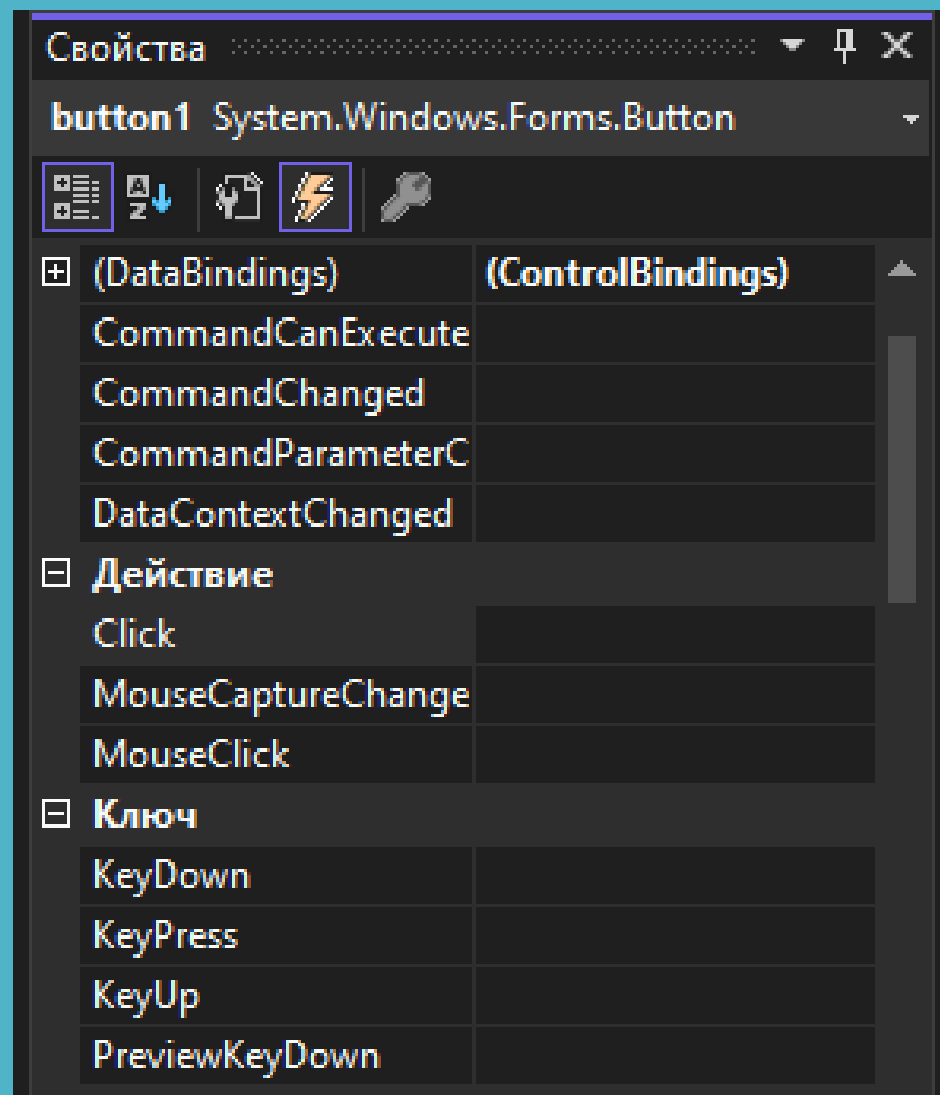 Свойства
button1 System.Windows.Forms.Button
(DataBindings) (ControlBindings)
CommandCanExecute
CommandChanged
CommandParameterC
DataContextChanged
Действие
Click
MouseCaptureChange
MouseClick
Ключ
KeyDown
KeyPress
KeyUp
PreviewKeyDown